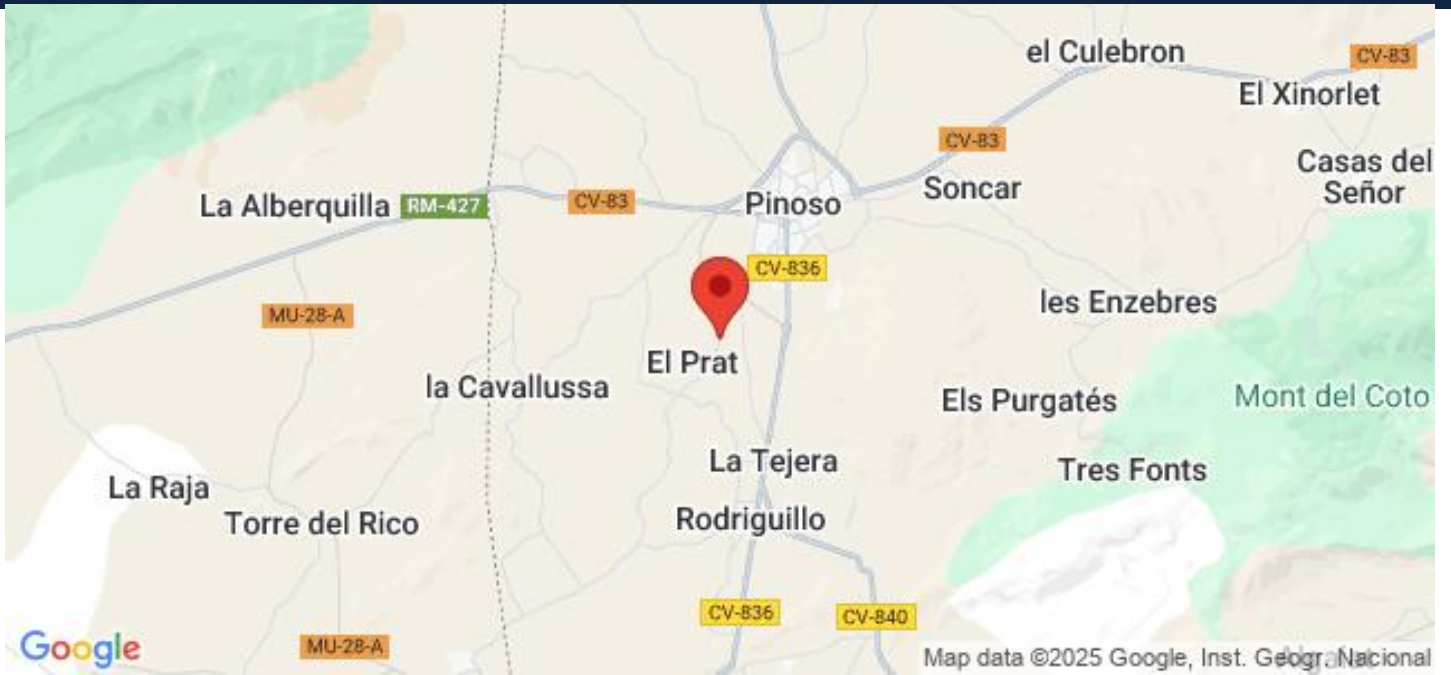 el Culebron
CV-83
El Xinorlet
CV-83
Casas del
Señor
Soncar
La Alberquilla
RM-427
CV-83
Pinoso
CV-836
MU-28-A
les Enzebres
El Prat
la Cavallussa
Els Purgatés
Mont del Coto
La Tejera
Tres Fonts
La Raja
Torre del Rico
Rodriguillo
CV-836
CV-840
MU-28-A
Google
Map data ©2025 Google, Inst. Geogr. Nacional